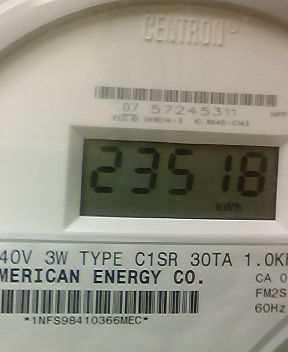 CENTRON®
07 57245311
23518
kWh
40V 3W TYPE C1SR 30TA 1.0K
MERICAN ENERGY CO.
CA 0
FM2S
60Hz
*1NFS98410366MEC*